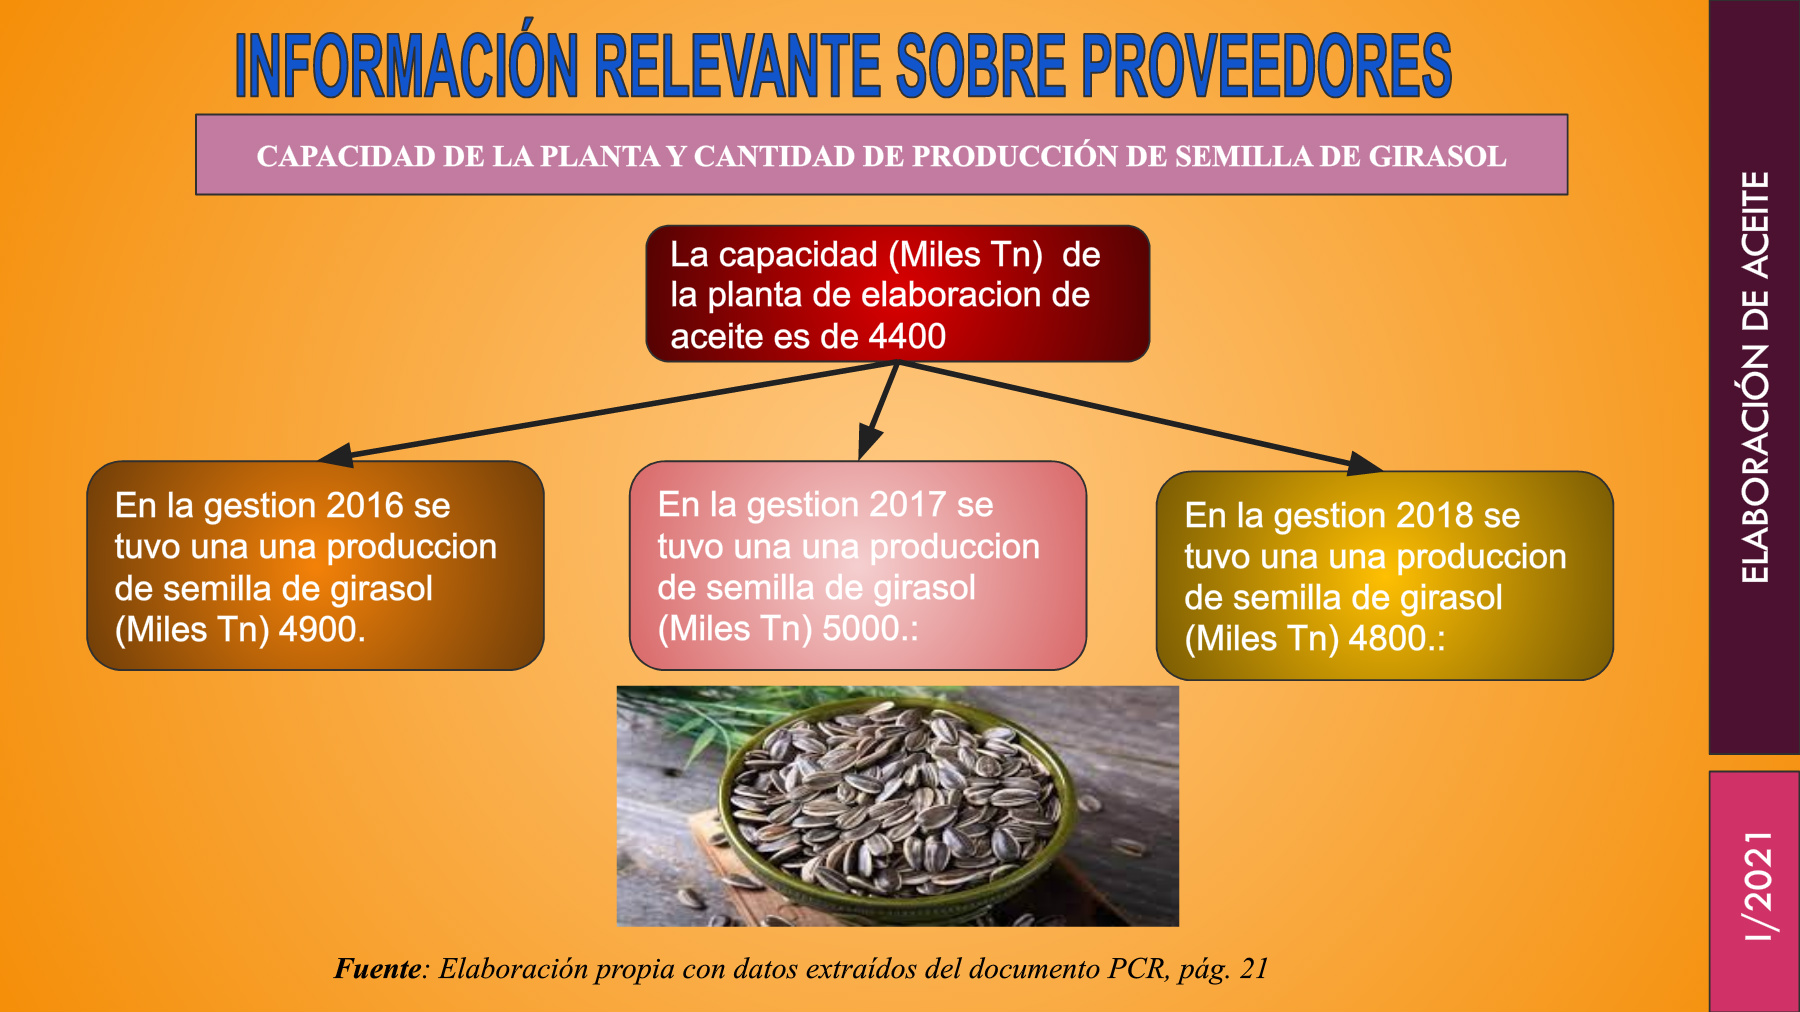 INFORMACIÓN RELEVANTE SOBRE PROVEEDORES
CAPACIDAD DE LA PLANTA Y CANTIDAD DE PRODUCCIÓN DE SEMILLA DE GIRASOL
La capacidad (Miles Tn)  de
la planta de elaboracion de
aceite es de 4400
En la gestion 2016 se
tuvo una una produccion
de semilla de girasol
(Miles Tn) 4900.
En la gestion 2017 se
tuvo una una produccion
de semilla de girasol
(Miles Tn) 5000.:
En la gestion 2018 se
tuvo una una produccion
de semilla de girasol
(Miles Tn) 4800.:
Fuente: Elaboración propia con datos extraídos del documento PCR, pág. 21
ELABORACIÓN DE ACEITE
I/2021